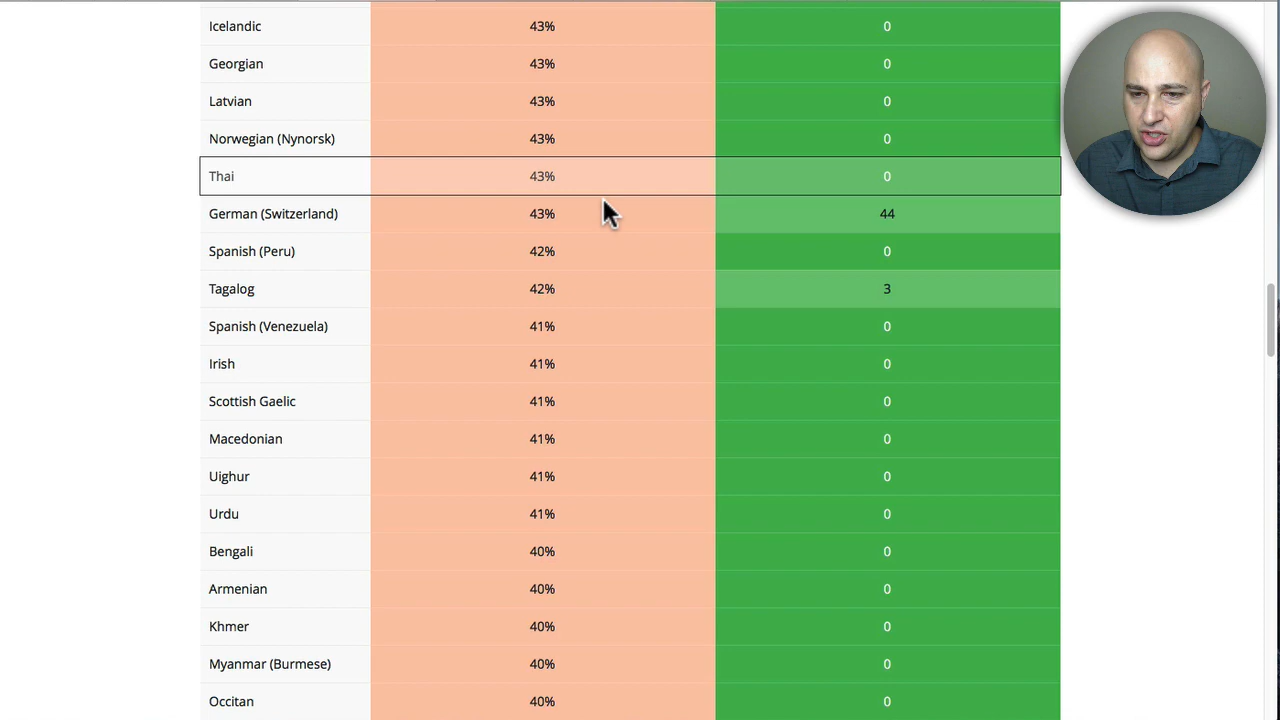 Icelandic 43% 0
Georgian 43% 0
Latvian 43% 0
Norwegian (Nynorsk) 43% 0
Thai 43% 0
German (Switzerland) 43% 44
Spanish (Peru) 42% 0
Tagalog 42% 3
Spanish (Venezuela) 41% 0
Irish 41% 0
Scottish Gaelic 41% 0
Macedonian 41% 0
Uighur 41% 0
Urdu 41% 0
Bengali 40% 0
Armenian 40% 0
Khmer 40% 0
Myanmar (Burmese) 40% 0
Occitan 40% 0